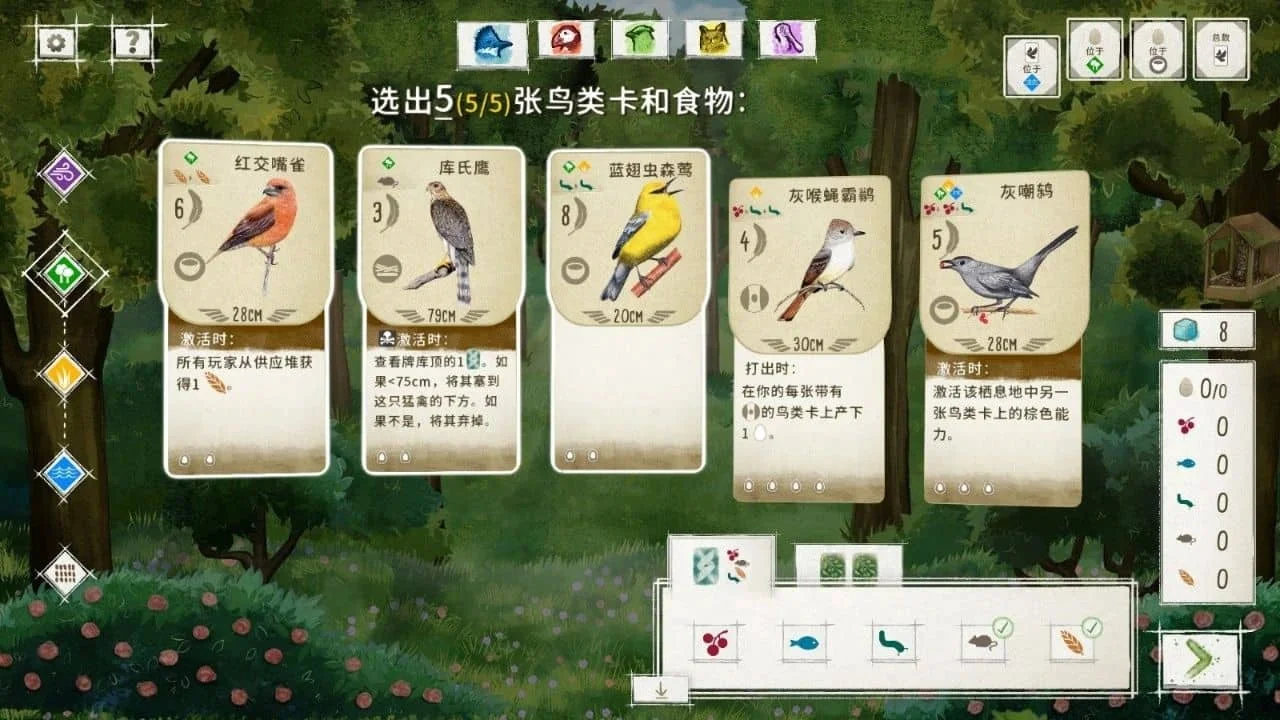 ?
位于
位于
位于
总数
选出5(5/5)张鸟类卡和食物:
红交嘴雀
6
28CM
激活时:
所有玩家从供应堆获
得1。
库氏鹰
3
79CM
激活时:
查看牌库顶的1。如
果<75cm，将其塞到
这只猛禽的下方。如
果不是，将其弃掉。
蓝翅虫森莺
8
20CM
灰喉蝇霸鹟
4
30CM
打出时:
在你的每张带有
的鸟类卡上产下
1。
灰嘲鸫
5
28CM
激活时:
激活该栖息地中另一
张鸟类卡上的棕色能
力。
8
0/0
0
0
0
0
0